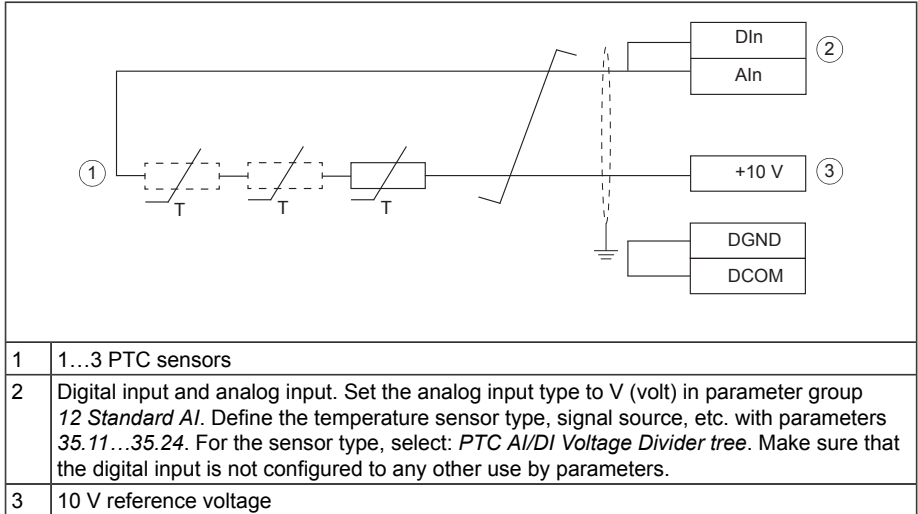 DIn
2
AIn
1
T
T
T
+10 V
3
DGND
DCOM
1 1…3 PTC sensors
2 Digital input and analog input. Set the analog input type to V (volt) in parameter group
12 Standard AI. Define the temperature sensor type, signal source, etc. with parameters
35.11…35.24. For the sensor type, select: PTC AI/DI Voltage Divider tree. Make sure that
the digital input is not configured to any other use by parameters.
3 10 V reference voltage